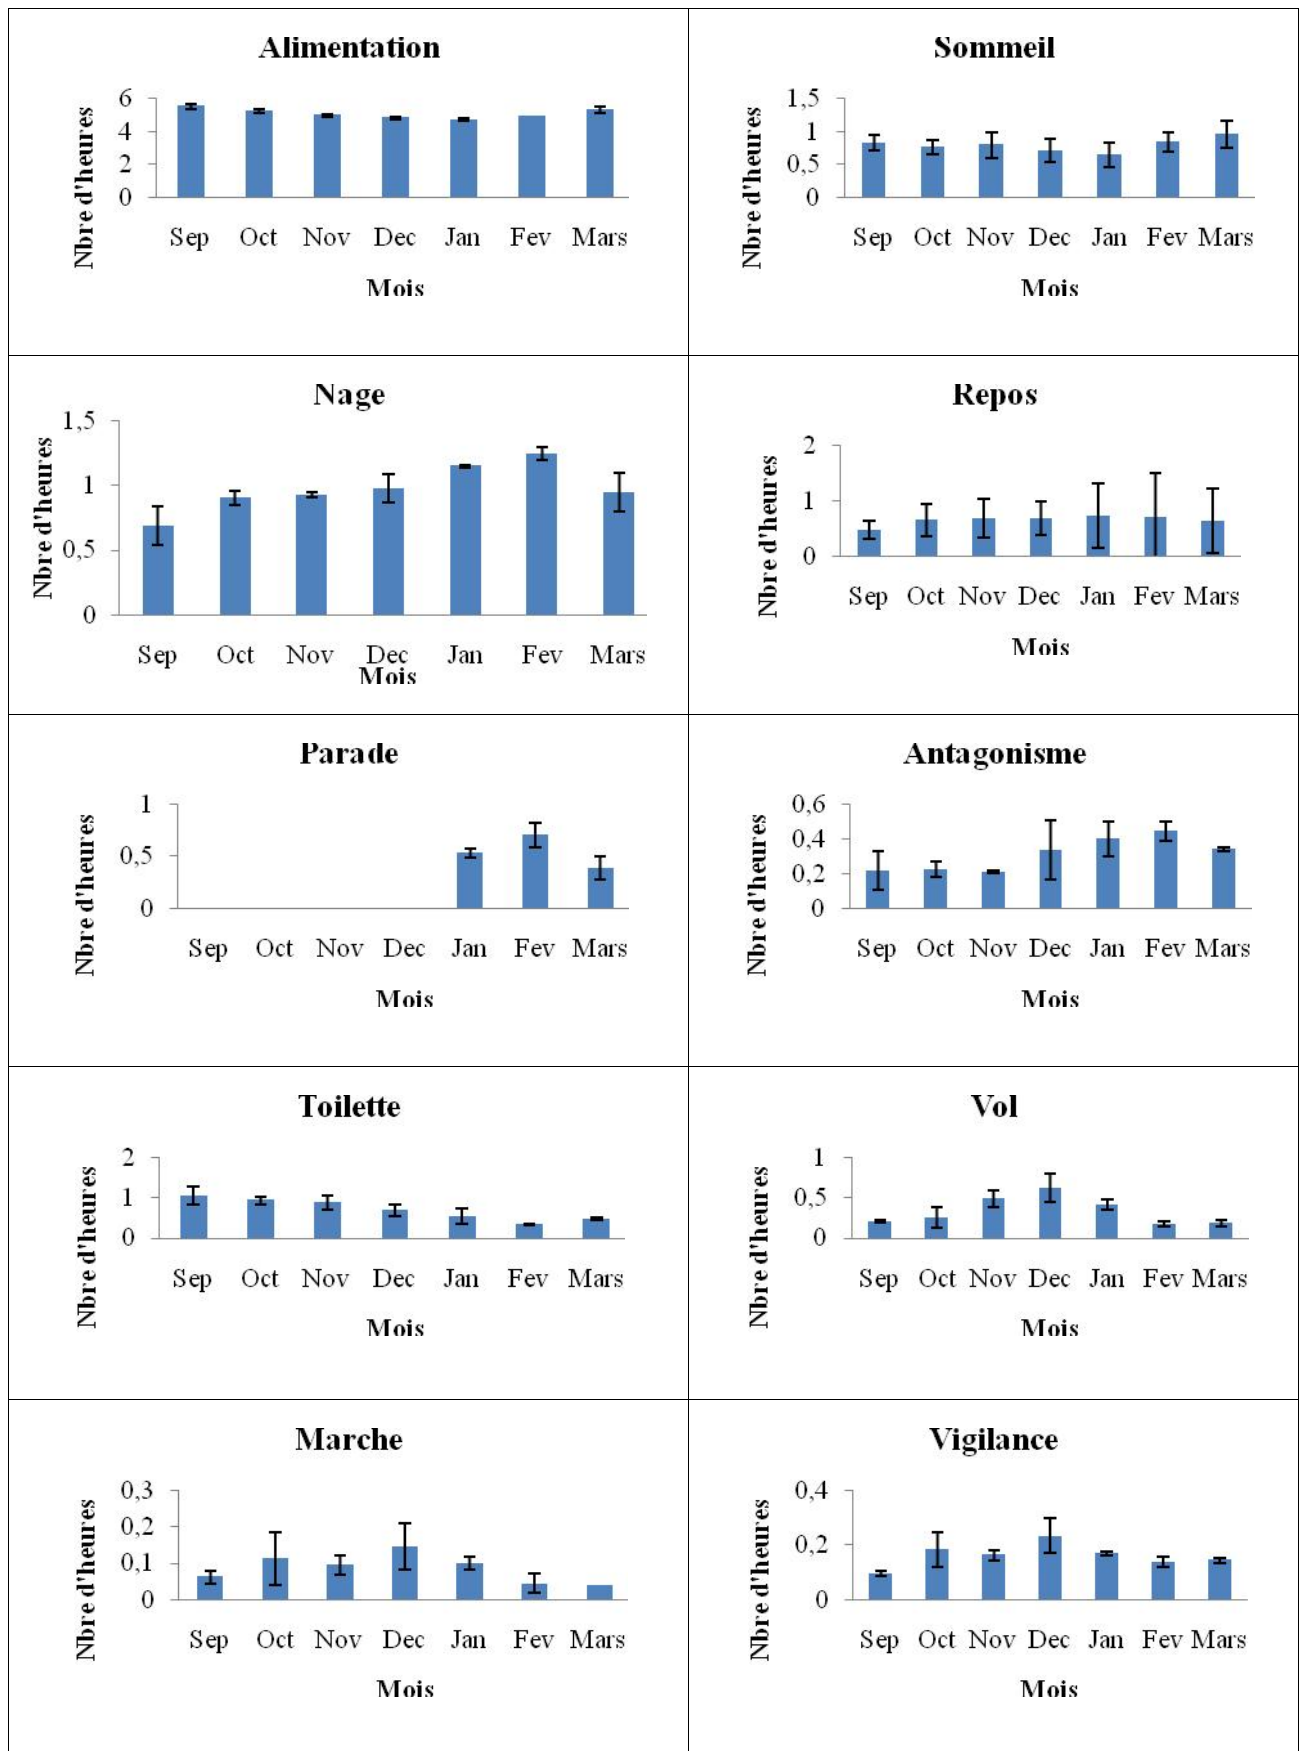 Alimentation
Nbre d'heures
6
4
2
0
Sep Oct Nov Dec Jan Fev Mars
Mois
Sommeil
Nbre d'heures
1,5
1
0,5
0
Sep Oct Nov Dec Jan Fev Mars
Mois
Nage
Nbre d'heures
1,5
1
0,5
0
Sep Oct Nov Dec Jan Fev Mars
Mois
Repos
Nbre d'heures
2
1
0
Sep Oct Nov Dec Jan Fev Mars
Mois
Parade
Nbre d'heures
1
0,5
0
Sep Oct Nov Dec Jan Fev Mars
Mois
Antagonisme
Nbre d'heures
0,6
0,4
0,2
0
Sep Oct Nov Dec Jan Fev Mars
Mois
Toilette
Nbre d'heures
2
1
0
Sep Oct Nov Dec Jan Fev Mars
Mois
Vol
Nbre d'heures
1
0,5
0
Sep Oct Nov Dec Jan Fev Mars
Mois
Marche
Nbre d'heures
0,3
0,2
0,1
0
Sep Oct Nov Dec Jan Fev Mars
Mois
Vigilance
Nbre d'heures
0,4
0,2
0
Sep Oct Nov Dec Jan Fev Mars
Mois